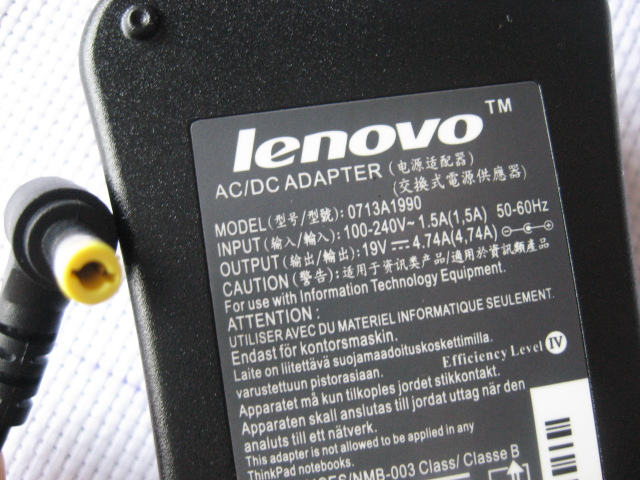 lenovo TM
AC/DC ADAPTER (电源适配器)
(交换式電源供應器)
MODEL(型号/型號): 0713A1990
INPUT(输入/輸入): 100-240V~ 1.5A(1,5A) 50-60Hz
OUTPUT(输出/輸出): 19V 4.74A(4,74A)
CAUTION(警告): 适用于资讯类产品/適用於資訊類產品
For use with Information Technology Equipment.
ATTENTION :
UTILISER AVEC DU MATERIEL INFORMATIQUE SEULEMENT.
Endast för kontorsmaskin.
Laite on liitettävä suojamaadoituskoskettimilla.
varustettuun pistorasiaan. Efficiency Level IV
Apparatet må kun tilkoples jordet stikkontakt.
Apparaten skall anslutas till jordat uttag när den
ansluts till ett nätverk.
This adapter is not allowed to be applied in any
ThinkPad notebooks.
/NMB-003 Class/ Classe B